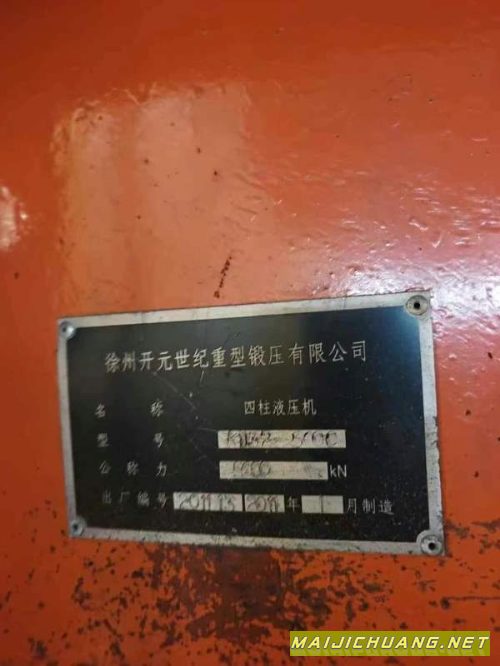 徐州开元世纪重型锻压有限公司
名 称 四柱液压机
型 号
公称力 kN
出厂编号 年 月制造
MAIJICHUANG.NET